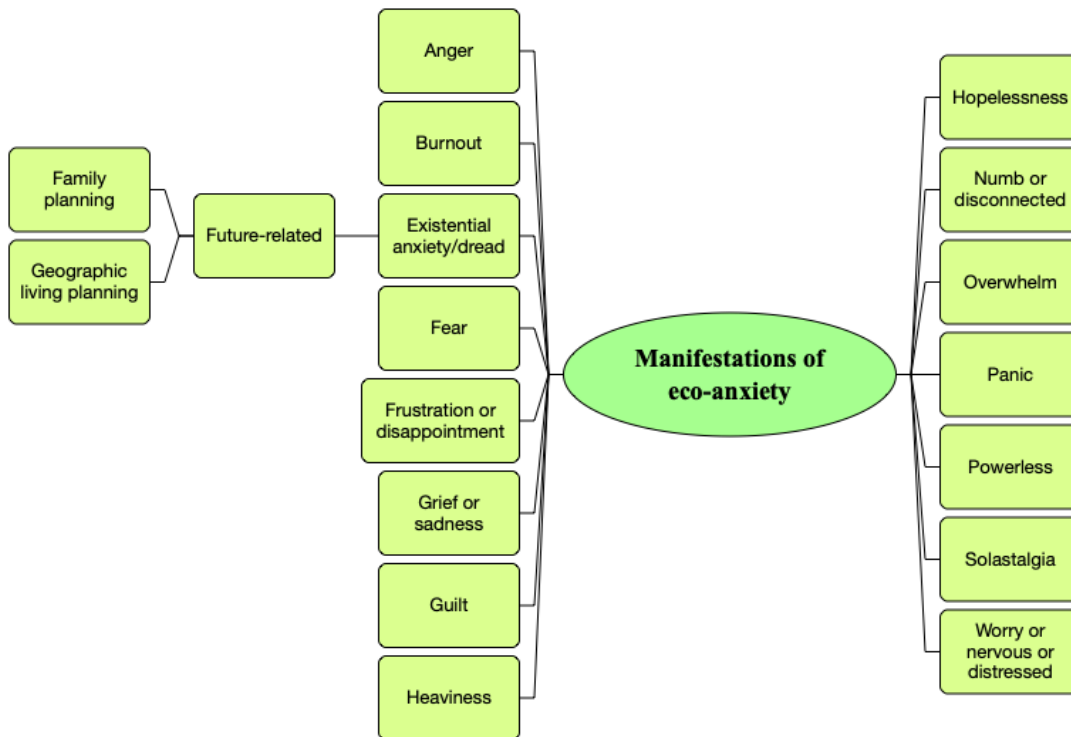 Anger
Burnout
Existential
anxiety/dread
Fear
Frustration or
disappointment
Grief or
sadness
Guilt
Heaviness
Future-related
Family
planning
Geographic
living planning
Manifestations of
eco-anxiety
Hopelessness
Numb or
disconnected
Overwhelm
Panic
Powerless
Solastalgia
Worry or
nervous or
distressed